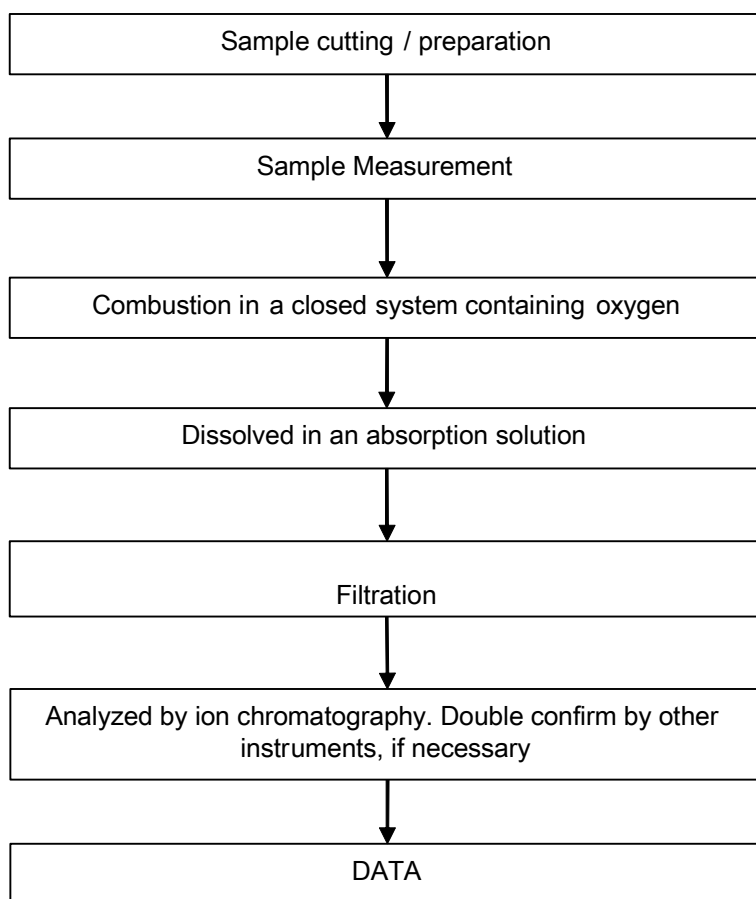 Sample cutting / preparation
Sample Measurement
Combustion in a closed system containing oxygen
Dissolved in an absorption solution
Filtration
Analyzed by ion chromatography. Double confirm by other
instruments, if necessary
DATA